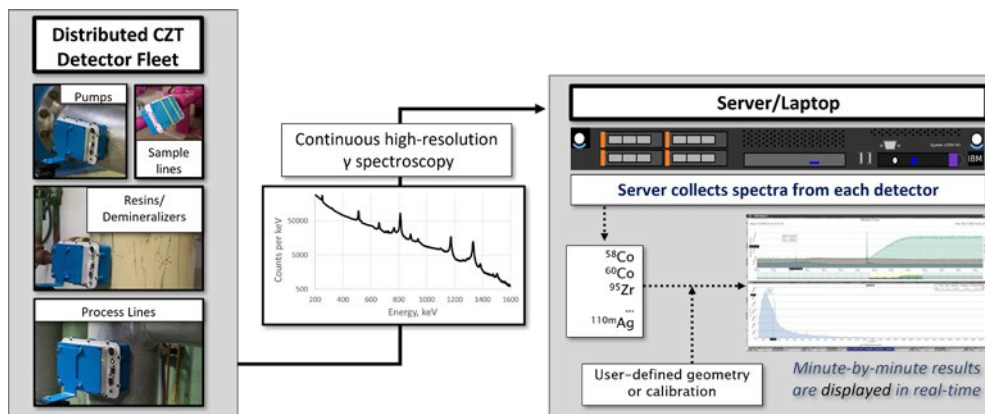 Distributed CZT
Detector Fleet
Pumps
Sample
lines
Resins/
Demineralizers
Process Lines
Continuous high-resolution
γ spectroscopy
Counts per keV
50000
5000
500
200 400 600 800 1000 1200 1400 1600
Energy, keV
Server/Laptop
IBM
Server collects spectra from each detector
⁵⁸Co
⁶⁰Co
⁹⁵Zr
...
¹¹⁰ᵐAg
User-defined geometry
or calibration
Minute-by-minute results
are displayed in real-time